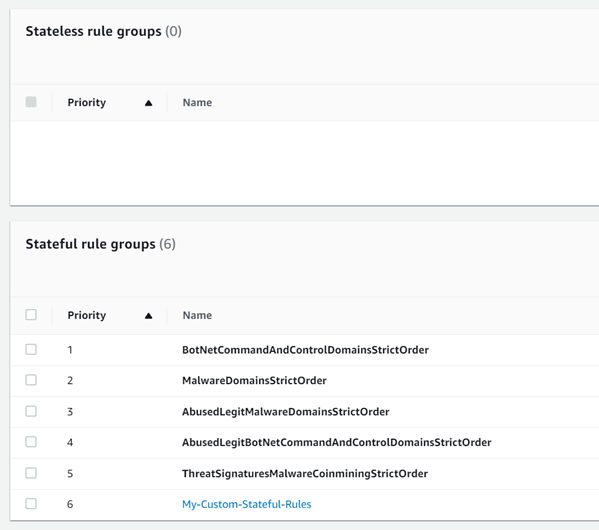 Stateless rule groups (0)
Priority ▲ Name
Stateful rule groups (6)
Priority ▲ Name
1 BotNetCommandAndControlDomainsStrictOrder
2 MalwareDomainsStrictOrder
3 AbusedLegitMalwareDomainsStrictOrder
4 AbusedLegitBotNetCommandAndControlDomainsStrictOrder
5 ThreatSignaturesMalwareCoinminingStrictOrder
6 My-Custom-Stateful-Rules